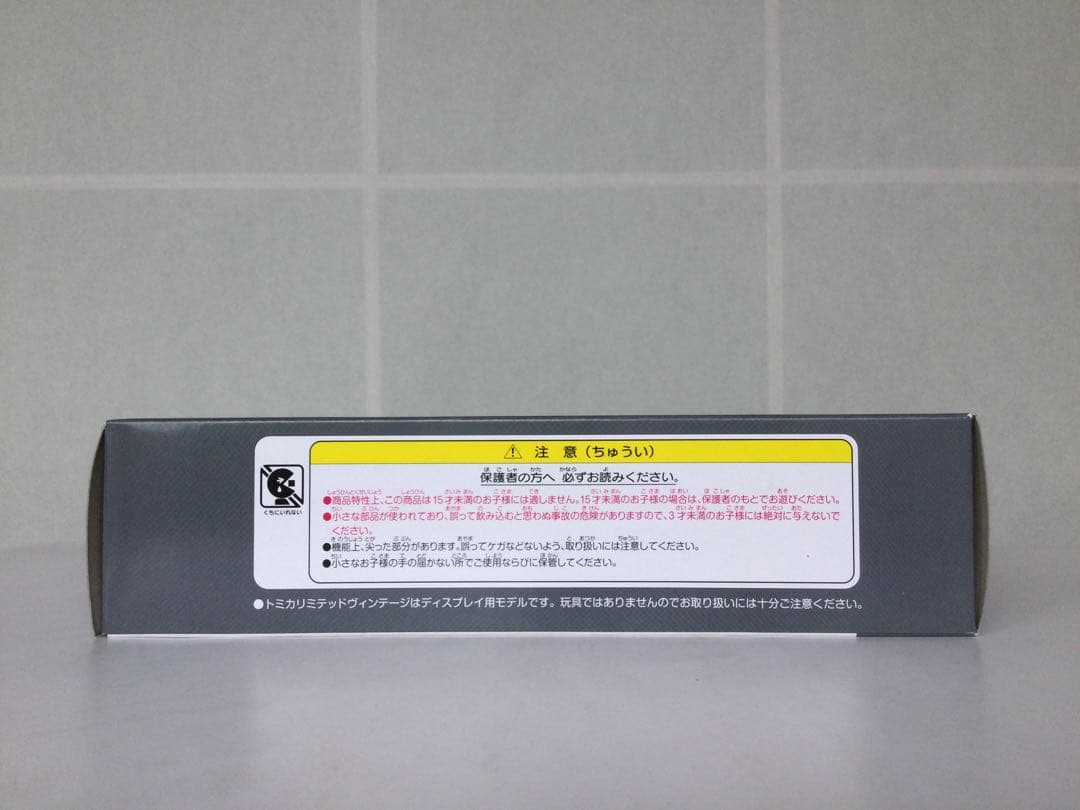 ⚠ 注 意（ちゅうい）
保護者の方へ 必ずお読みください。
くちにいれない
●商品特性上、この商品は15才未満のお子様には適しません。15才未満のお子様の場合は、保護者のもとでお遊びください。
●小さな部品が使われており、誤って飲み込むと思わぬ事故の危険がありますので、3才未満のお子様には絶対に与えないで
ください。
●機能上、尖った部分があります。誤ってケガなどないよう、取り扱いには注意してください。
●小さなお子様の手の届かない所でご使用ならびに保管してください。
●トミカリミテッドヴィンテージはディスプレイ用モデルです。玩具ではありませんのでお取り扱いには十分ご注意ください。